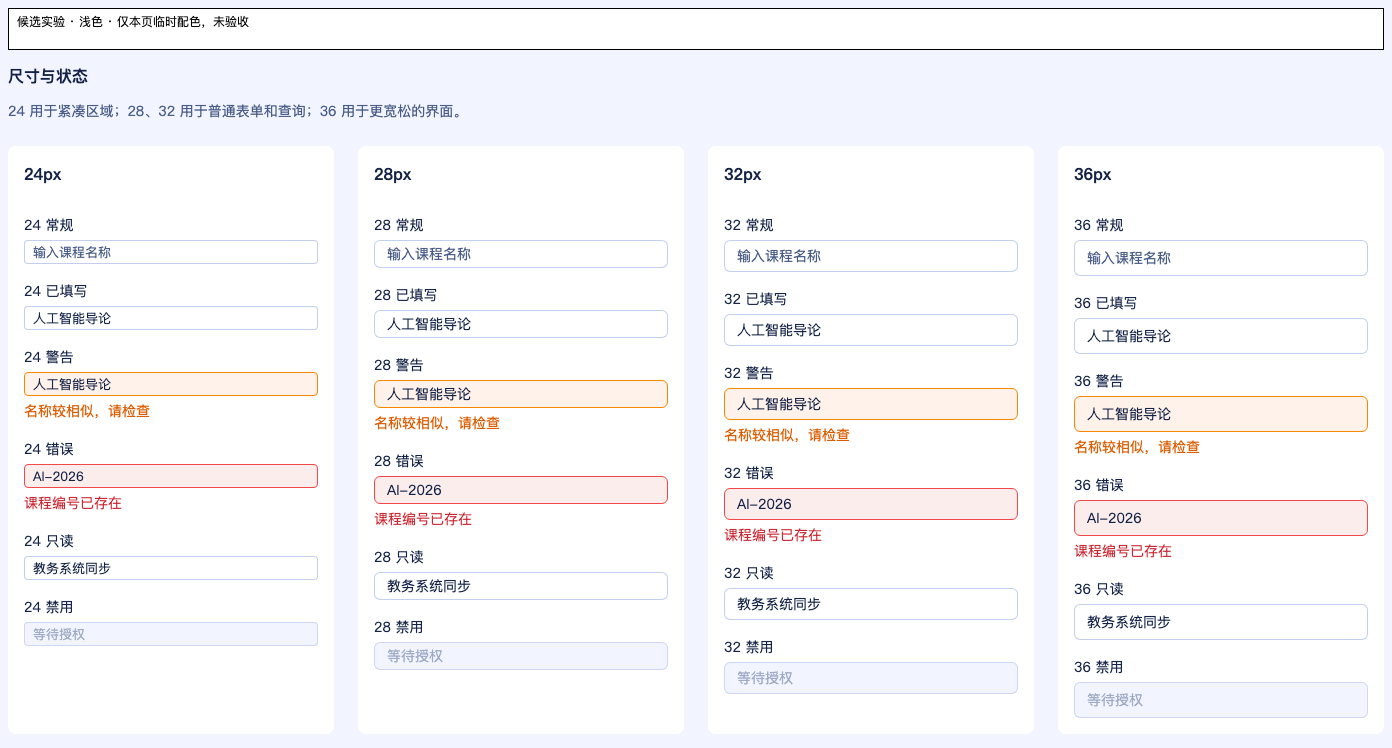 候选实验 · 浅色 · 仅本页临时配色，未验收
尺寸与状态
24 用于紧凑区域；28、32 用于普通表单和查询；36 用于更宽松的界面。
24px
24 常规
输入课程名称
24 已填写
人工智能导论
24 警告
人工智能导论
名称较相似，请检查
24 错误
AI-2026
课程编号已存在
24 只读
教务系统同步
24 禁用
等待授权
28px
28 常规
输入课程名称
28 已填写
人工智能导论
28 警告
人工智能导论
名称较相似，请检查
28 错误
AI-2026
课程编号已存在
28 只读
教务系统同步
28 禁用
等待授权
32px
32 常规
输入课程名称
32 已填写
人工智能导论
32 警告
人工智能导论
名称较相似，请检查
32 错误
AI-2026
课程编号已存在
32 只读
教务系统同步
32 禁用
等待授权
36px
36 常规
输入课程名称
36 已填写
人工智能导论
36 警告
人工智能导论
名称较相似，请检查
36 错误
AI-2026
课程编号已存在
36 只读
教务系统同步
36 禁用
等待授权